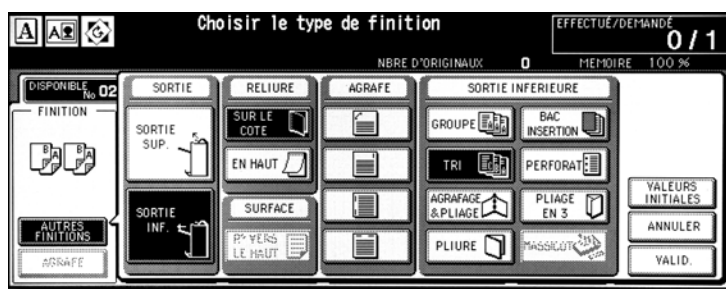 A A
Choisir le type de finition
EFFECTUÉ/DEMANDÉ
0/1
NBRE D'ORIGINAUX 0 MEMOIRE 100 %
DISPONIBLE No 02
FINITION
B A B A
AUTRES
FINITIONS
AGRAFE
SORTIE
SORTIE
SUP.
SORTIE
INF.
RELIURE
SUR LE
COTE
EN HAUT
SURFACE
Rº VERS
LE HAUT
AGRAFE
SORTIE INFERIEURE
GROUPE
BAC
INSERTION
TRI
PERFORAT
AGRAFAGE
&PLIAGE
PLIAGE
EN 3
PLIURE
MASSICOT
VALEURS
INITIALES
ANNULER
VALID.